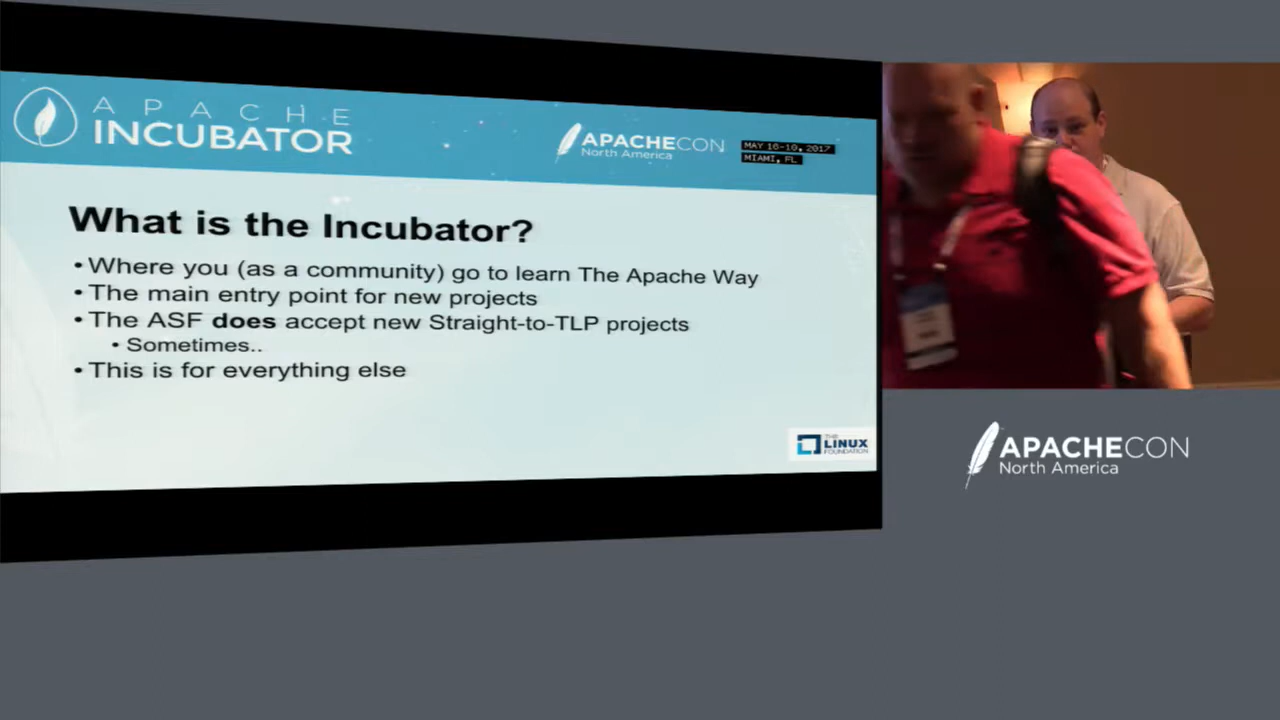 APACHE
INCUBATOR
APACHECON
North America
MAY 16-18, 2017
MIAMI, FL
What is the Incubator?
•Where you (as a community) go to learn The Apache Way
•The main entry point for new projects
•The ASF does accept new Straight-to-TLP projects
•Sometimes..
•This is for everything else
THE
LINUX
FOUNDATION
APACHECON
North America